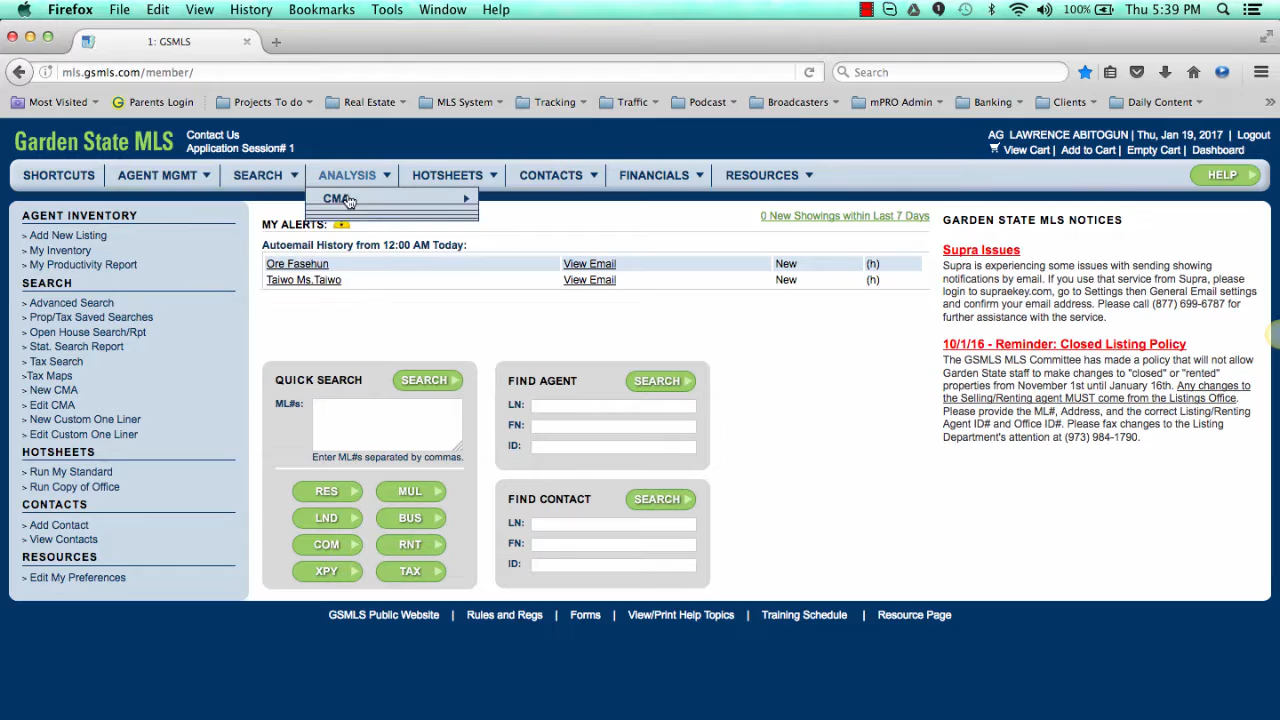 Firefox File Edit View History Bookmarks Tools Window Help 100% Thu 5:39 PM
1: GSMLS
mls.gsmls.com/member/ Search
Most Visited Parents Login Projects To do Real Estate MLS System Tracking Traffic Podcast Broadcasters mPRO Admin Banking Clients Daily Content
Garden State MLS
Contact Us
Application Session# 1
AG LAWRENCE ABITOGUN | Thu, Jan 19, 2017 | Logout
View Cart | Add to Cart | Empty Cart | Dashboard
SHORTCUTS AGENT MGMT SEARCH ANALYSIS HOTSHEETS CONTACTS FINANCIALS RESOURCES HELP
CMA
AGENT INVENTORY
> Add New Listing
> My Inventory
> My Productivity Report
SEARCH
> Advanced Search
> Prop/Tax Saved Searches
> Open House Search/Rpt
> Stat. Search Report
> Tax Search
>Tax Maps
> New CMA
> Edit CMA
> New Custom One Liner
> Edit Custom One Liner
HOTSHEETS
> Run My Standard
> Run Copy of Office
CONTACTS
> Add Contact
> View Contacts
RESOURCES
> Edit My Preferences
MY ALERTS:
0 New Showings within Last 7 Days
Autoemail History from 12:00 AM Today:
Ore Fasehun View Email New (h)
Taiwo Ms.Taiwo View Email New (h)
QUICK SEARCH SEARCH
ML#s:
Enter ML#s separated by commas.
RES MUL
LND BUS
COM RNT
XPY TAX
FIND AGENT SEARCH
LN:
FN:
ID:
FIND CONTACT SEARCH
LN:
FN:
ID:
GARDEN STATE MLS NOTICES
Supra Issues
Supra is experiencing some issues with sending showing
notifications by email. If you use that service from Supra, please
login to supraekey.com, go to Settings then General Email settings
and confirm your email address. Please call (877) 699-6787 for
further assistance with the service.
10/1/16 - Reminder: Closed Listing Policy
The GSMLS MLS Committee has made a policy that will not allow
Garden State staff to make changes to "closed" or "rented"
properties from November 1st until January 16th. Any changes to
the Selling/Renting agent MUST come from the Listings Office.
Please provide the ML#, Address, and the correct Listing/Renting
Agent ID# and Office ID#. Please fax changes to the Listing
Department's attention at (973) 984-1790.
GSMLS Public Website | Rules and Regs | Forms | View/Print Help Topics | Training Schedule | Resource Page